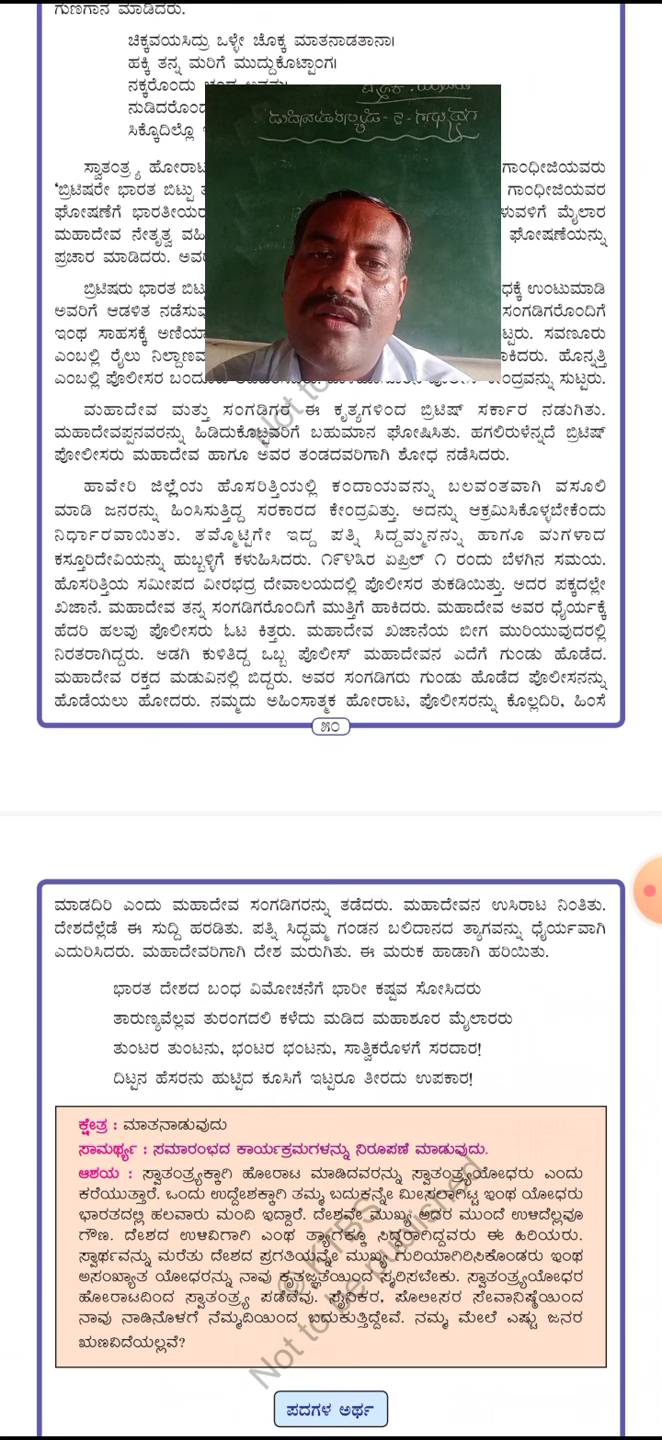 ಗುಣಗಾನ ಮಾಡಿದರು.
ಚಿಕ್ಕವಯಸಿದ್ರು ಒಳ್ಳೇ ಚೊಕ್ಕ ಮಾತನಾಡತಾನಾ।
ಹಕ್ಕಿ ತನ್ನ ಮರಿಗೆ ಮುದ್ದುಕೊಟ್ಟಾಂಗ।
ನಕ್ಕರೊಂದು
ನುಡಿದರೊಂದ
ಸಿಕ್ಕೊದಿಲ್ಲೊ
ಸ್ವಾತಂತ್ರ್ಯ ಹೋರಾಟ ಗಾಂಧೀಜಿಯವರು
'ಬ್ರಿಟಿಷರೇ ಭಾರತ ಬಿಟ್ಟು ಗಾಂಧೀಜಿಯವರ
ಘೋಷಣೆಗೆ ಭಾರತೀಯರ ಳುವಳಿಗೆ ಮೈಲಾರ
ಮಹಾದೇವ ನೇತೃತ್ವ ವಹಿ ಘೋಷಣೆಯನ್ನು
ಪ್ರಚಾರ ಮಾಡಿದರು. ಅವ
ಬ್ರಿಟಿಷರು ಭಾರತ ಬಿಟ್ಟ ಧಕ್ಕೆ ಉಂಟುಮಾಡಿ
ಅವರಿಗೆ ಆಡಳಿತ ನಡೆಸು ಸಂಗಡಿಗರೊಂದಿಗೆ
ಇಂಥ ಸಾಹಸಕ್ಕೆ ಅಣಿಯಾ ಟ್ಟರು. ಸವಣೂರು
ಎಂಬಲ್ಲಿ ರೈಲು ನಿಲ್ದಾಣವ ಾಕಿದರು. ಹೊನ್ನತ್ತಿ
ಎಂಬಲ್ಲಿ ಪೊಲೀಸರ ಕೇಂದ್ರವನ್ನು ಸುಟ್ಟರು.
ಮಹಾದೇವ ಮತ್ತು ಸಂಗಡಿಗರ ಈ ಕೃತ್ಯಗಳಿಂದ ಬ್ರಿಟಿಷ್ ಸರ್ಕಾರ ನಡುಗಿತು.
ಮಹಾದೇವಪ್ಪನವರನ್ನು ಹಿಡಿದುಕೊಟ್ಟವರಿಗೆ ಬಹುಮಾನ ಘೋಷಿಸಿತು. ಹಗಲಿರುಳೆನ್ನದೆ ಬ್ರಿಟಿಷ್
ಪೋಲೀಸರು ಮಹಾದೇವ ಹಾಗೂ ಅವರ ತಂಡದವರಿಗಾಗಿ ಶೋಧ ನಡೆಸಿದರು.
ಹಾವೇರಿ ಜಿಲ್ಲೆಯ ಹೊಸರಿತ್ತಿಯಲ್ಲಿ ಕಂದಾಯವನ್ನು ಬಲವಂತವಾಗಿ ವಸೂಲಿ
ಮಾಡಿ ಜನರನ್ನು ಹಿಂಸಿಸುತ್ತಿದ್ದ ಸರಕಾರದ ಕೇಂದ್ರವಿತ್ತು. ಅದನ್ನು ಆಕ್ರಮಿಸಿಕೊಳ್ಳಬೇಕೆಂದು
ನಿರ್ಧಾರವಾಯಿತು. ತಮ್ಮೊಟ್ಟಿಗೇ ಇದ್ದ ಪತ್ನಿ ಸಿದ್ದಮ್ಮನನ್ನು ಹಾಗೂ ಮಗಳಾದ
ಕಸ್ತೂರಿದೇವಿಯನ್ನು ಹುಬ್ಬಳ್ಳಿಗೆ ಕಳುಹಿಸಿದರು. ೧೯೪೩ರ ಏಪ್ರಿಲ್ ೧ ರಂದು ಬೆಳಗಿನ ಸಮಯ.
ಹೊಸರಿತ್ತಿಯ ಸಮೀಪದ ವೀರಭದ್ರ ದೇವಾಲಯದಲ್ಲಿ ಪೊಲೀಸರ ತುಕಡಿಯಿತ್ತು. ಅದರ ಪಕ್ಕದಲ್ಲೇ
ಖಜಾನೆ. ಮಹಾದೇವ ತನ್ನ ಸಂಗಡಿಗರೊಂದಿಗೆ ಮುತ್ತಿಗೆ ಹಾಕಿದರು. ಮಹಾದೇವ ಅವರ ಧೈರ್ಯಕ್ಕೆ
ಹೆದರಿ ಹಲವು ಪೊಲೀಸರು ಓಟ ಕಿತ್ತರು. ಮಹಾದೇವ ಖಜಾನೆಯ ಬೀಗ ಮುರಿಯುವುದರಲ್ಲಿ
ನಿರತರಾಗಿದ್ದರು. ಅಡಗಿ ಕುಳಿತಿದ್ದ ಒಬ್ಬ ಪೊಲೀಸ್ ಮಹಾದೇವನ ಎದೆಗೆ ಗುಂಡು ಹೊಡೆದ.
ಮಹಾದೇವ ರಕ್ತದ ಮಡುವಿನಲ್ಲಿ ಬಿದ್ದರು. ಅವರ ಸಂಗಡಿಗರು ಗುಂಡು ಹೊಡೆದ ಪೊಲೀಸನನ್ನು
ಹೊಡೆಯಲು ಹೋದರು. ನಮ್ಮದು ಅಹಿಂಸಾತ್ಮಕ ಹೋರಾಟ, ಪೊಲೀಸರನ್ನು ಕೊಲ್ಲದಿರಿ, ಹಿಂಸೆ
೫೦
ಮಾಡದಿರಿ ಎಂದು ಮಹಾದೇವ ಸಂಗಡಿಗರನ್ನು ತಡೆದರು. ಮಹಾದೇವನ ಉಸಿರಾಟ ನಿಂತಿತು.
ದೇಶದೆಲ್ಲೆಡೆ ಈ ಸುದ್ದಿ ಹರಡಿತು. ಪತ್ನಿ ಸಿದ್ಧಮ್ಮ ಗಂಡನ ಬಲಿದಾನದ ತ್ಯಾಗವನ್ನು ಧೈರ್ಯವಾಗಿ
ಎದುರಿಸಿದರು. ಮಹಾದೇವರಿಗಾಗಿ ದೇಶ ಮರುಗಿತು. ಈ ಮರುಕ ಹಾಡಾಗಿ ಹರಿಯಿತು.
ಭಾರತ ದೇಶದ ಬಂಧ ವಿಮೋಚನೆಗೆ ಭಾರೀ ಕಷ್ಟವ ಸೋಸಿದರು
ತಾರುಣ್ಯವೆಲ್ಲವ ತುರಂಗದಲಿ ಕಳೆದು ಮಡಿದ ಮಹಾಶೂರ ಮೈಲಾರರು
ತುಂಟರ ತುಂಟನು, ಭಂಟರ ಭಂಟನು, ಸಾತ್ವಿಕರೊಳಗೆ ಸರದಾರ!
ದಿಟ್ಟನ ಹೆಸರನು ಹುಟ್ಟಿದ ಕೂಸಿಗೆ ಇಟ್ಟರೂ ತೀರದು ಉಪಕಾರ!
ಕ್ಷೇತ್ರ : ಮಾತನಾಡುವುದು
ಸಾಮರ್ಥ್ಯ : ಸಮಾರಂಭದ ಕಾರ್ಯಕ್ರಮಗಳನ್ನು ನಿರೂಪಣೆ ಮಾಡುವುದು.
ಆಶಯ : ಸ್ವಾತಂತ್ರ್ಯಕ್ಕಾಗಿ ಹೋರಾಟ ಮಾಡಿದವರನ್ನು ಸ್ವಾತಂತ್ರ್ಯಯೋಧರು ಎಂದು
ಕರೆಯುತ್ತಾರೆ. ಒಂದು ಉದ್ದೇಶಕ್ಕಾಗಿ ತಮ್ಮ ಬದುಕನ್ನೇ ಮೀಸಲಾಗಿಟ್ಟ ಇಂಥ ಯೋಧರು
ಭಾರತದಲ್ಲಿ ಹಲವಾರು ಮಂದಿ ಇದ್ದಾರೆ. ದೇಶವೇ ಮುಖ್ಯ ಅದರ ಮುಂದೆ ಉಳಿದೆಲ್ಲವೂ
ಗೌಣ. ದೇಶದ ಉಳಿವಿಗಾಗಿ ಎಂಥ ತ್ಯಾಗಕ್ಕೂ ಸಿದ್ಧರಾಗಿದ್ದವರು ಈ ಹಿರಿಯರು.
ಸ್ವಾರ್ಥವನ್ನು ಮರೆತು ದೇಶದ ಪ್ರಗತಿಯನ್ನೇ ಮುಖ್ಯ ಗುರಿಯಾಗಿರಿಸಿಕೊಂಡರು ಇಂಥ
ಅಸಂಖ್ಯಾತ ಯೋಧರನ್ನು ನಾವು ಕೃತಜ್ಞತೆಯಿಂದ ಸ್ಮರಿಸಬೇಕು. ಸ್ವಾತಂತ್ರ್ಯಯೋಧರ
ಹೋರಾಟದಿಂದ ಸ್ವಾತಂತ್ರ್ಯ ಪಡೆದೆವು. ಸೈನಿಕರ, ಪೊಲೀಸರ ಸೇವಾನಿಷ್ಠೆಯಿಂದ
ನಾವು ನಾಡಿನೊಳಗೆ ನೆಮ್ಮದಿಯಿಂದ ಬದುಕುತ್ತಿದ್ದೇವೆ. ನಮ್ಮ ಮೇಲೆ ಎಷ್ಟು ಜನರ
ಋಣವಿದೆಯಲ್ಲವೆ?
© KTBS
Not to be published
ಪದಗಳ ಅರ್ಥ